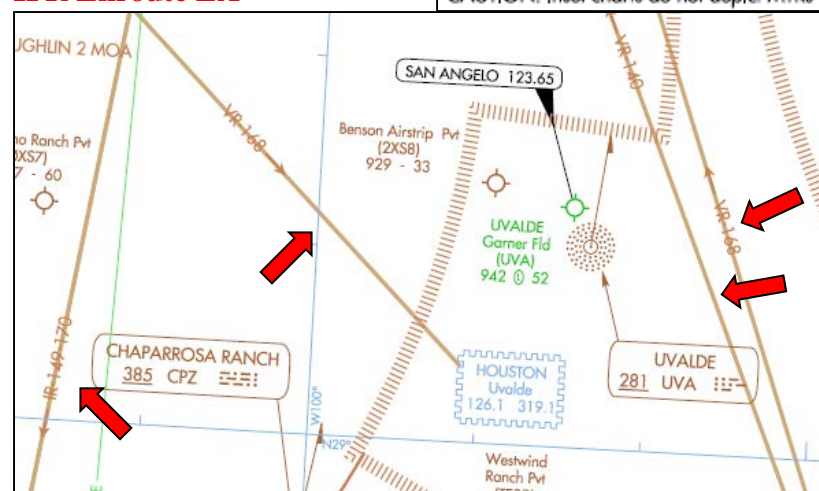 UGHLIN 2 MOA
SAN ANGELO 123.65
VR-140
VR-168
Benson Airstrip Pvt
(2XS8)
929 - 33
no Ranch Pvt
60
UVALDE
Garner Fld
(UVA)
942 L 52
VR-168
IR-149-170
CHAPARROSA RANCH
385 CPZ
HOUSTON
Uvalde
126.1 319.1
UVALDE
281 UVA
W100°
N29°
Westwind
Ranch Pvt